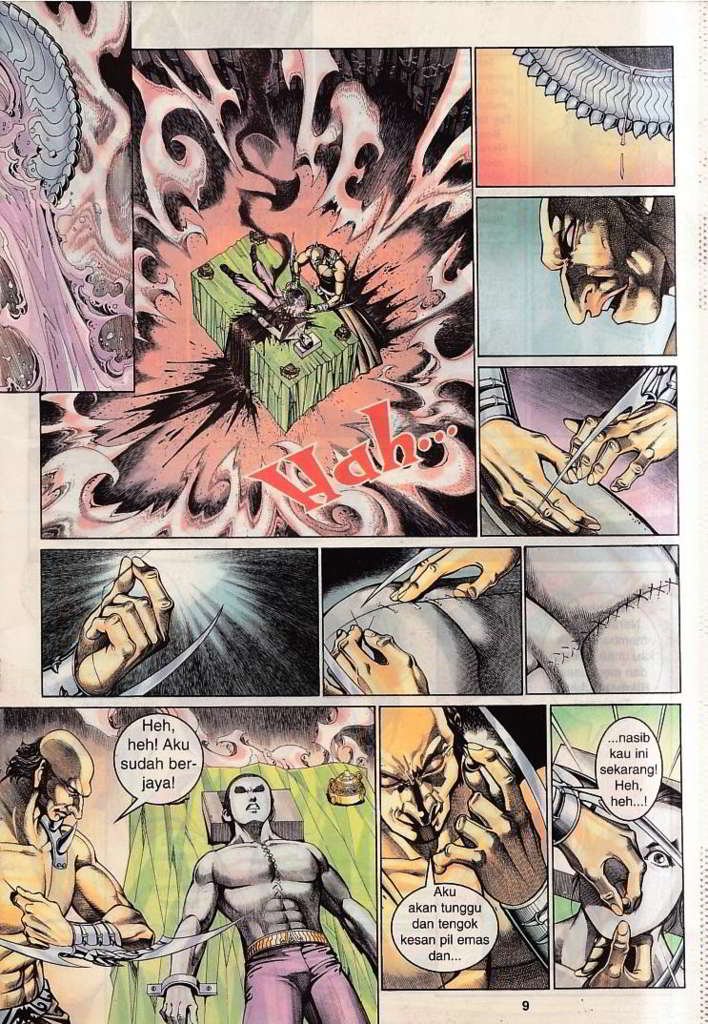 Hah...
Heh,
heh! Aku
sudah ber-
jaya!
Aku
akan tunggu
dan tengok
kesan pil emas
dan...
...nasib
kau ini
sekarang!
Heh,
heh...!
9